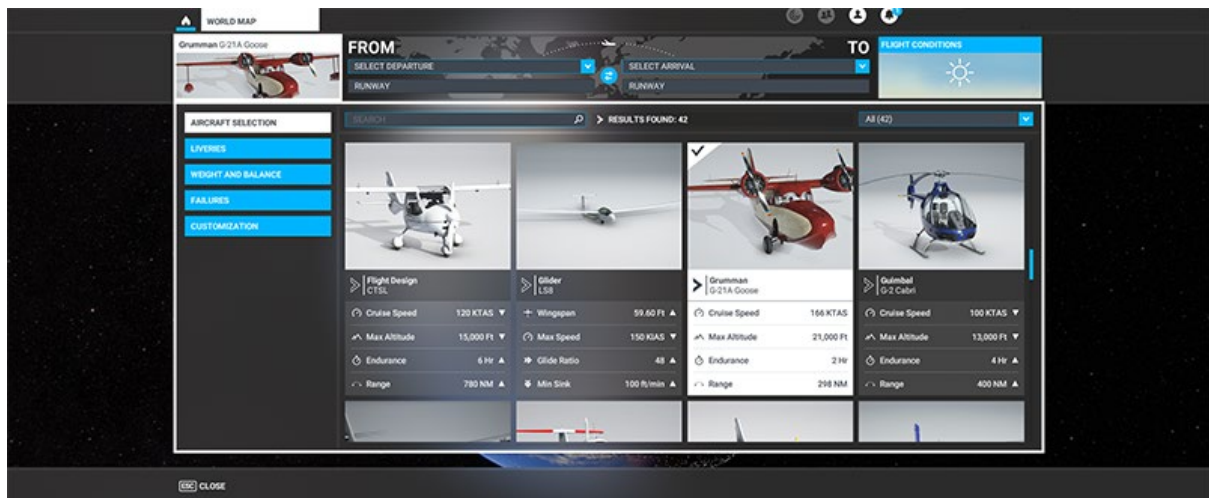 WORLD MAP
Grumman G-21A Goose
FROM
SELECT DEPARTURE
RUNWAY
TO
SELECT ARRIVAL
RUNWAY
FLIGHT CONDITIONS
AIRCRAFT SELECTION
LIVERIES
WEIGHT AND BALANCE
FAILURES
CUSTOMIZATION
SEARCH
RESULTS FOUND: 42
All (42)
Flight Design
CTSL
Cruise Speed 120 KTAS ▼
Max Altitude 15,000 Ft ▼
Endurance 6 Hr ▲
Range 780 NM ▲
Glider
LS8
Wingspan 59.60 Ft ▲
Max Speed 150 KIAS ▼
Glide Ratio 48 ▲
Min Sink 100 ft/min ▲
Grumman
G-21A Goose
Cruise Speed 166 KTAS
Max Altitude 21,000 Ft
Endurance 2 Hr
Range 298 NM
Guimbal
G-2 Cabri
Cruise Speed 100 KTAS ▼
Max Altitude 13,000 Ft ▼
Endurance 4 Hr ▲
Range 400 NM ▲
ESC CLOSE